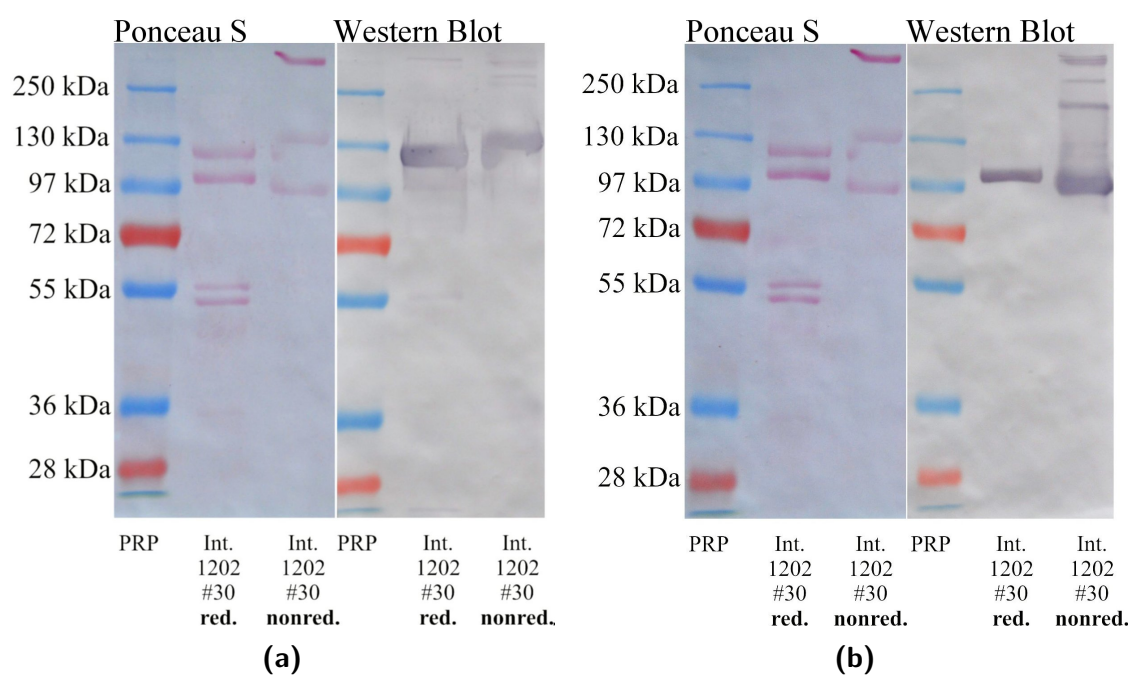 Ponceau S Western Blot Ponceau S Western Blot
250 kDa 250 kDa
130 kDa 130 kDa
97 kDa 97 kDa
72 kDa 72 kDa
55 kDa 55 kDa
36 kDa 36 kDa
28 kDa 28 kDa
PRP Int. Int. PRP Int. Int. PRP Int. Int. PRP Int. Int.
1202 1202 1202 1202 1202 1202 1202 1202
#30 #30 #30 #30 #30 #30 #30 #30
red. nonred. red. nonred. red. nonred. red. nonred.
(a) (b)